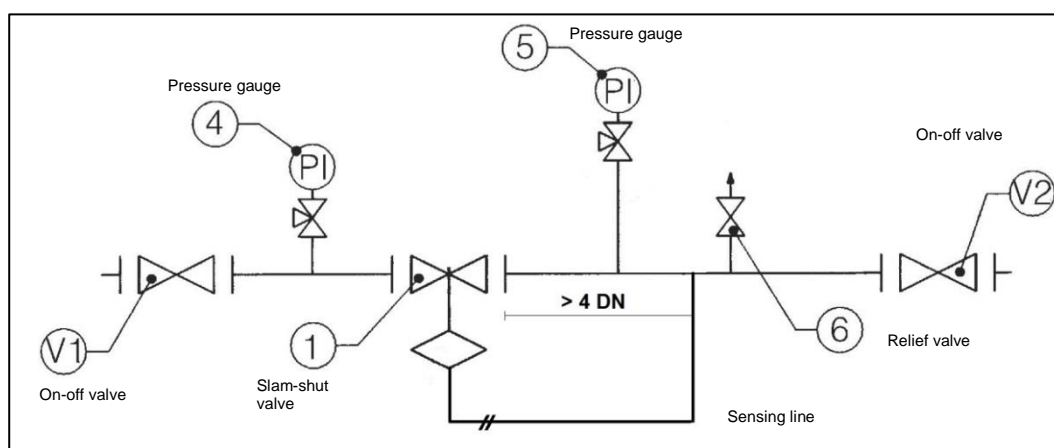 Pressure gauge
5
PI
Pressure gauge
4
PI
On-off valve
V2
> 4 DN
V1
1
6
On-off valve
Slam-shut
valve
Relief valve
Sensing line